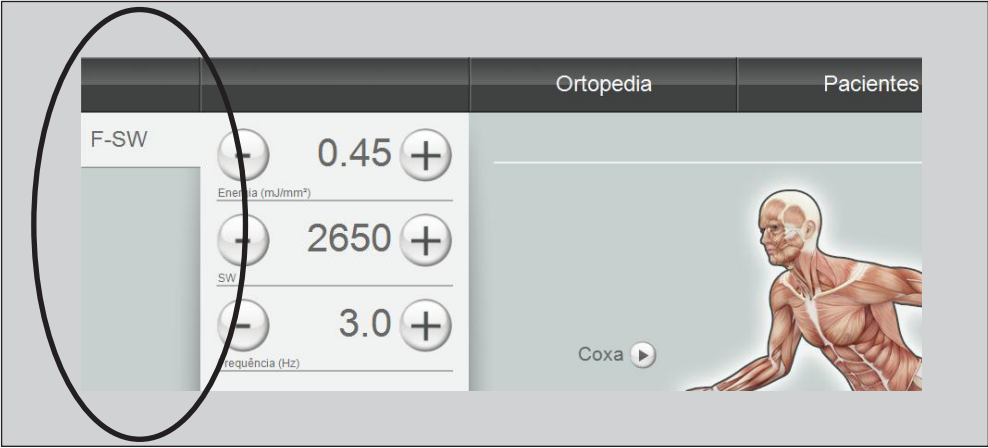 Ortopedia Pacientes
F-SW
- 0.45 +
Energia (mJ/mm²)
- 2650 +
SW
- 3.0 +
Frequência (Hz)
Coxa